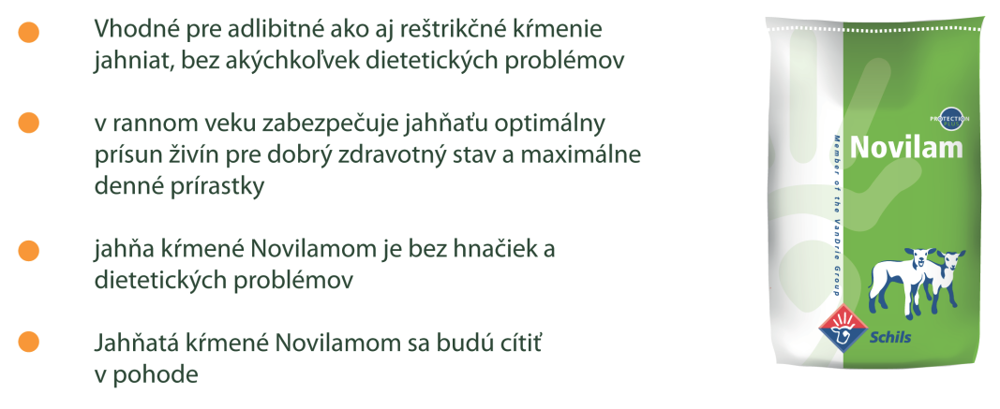 Vhodné pre adlibitné ako aj reštrikčné kŕmenie
jahniat, bez akýchkoľvek dietetických problémov
v rannom veku zabezpečuje jahňaťu optimálny
prísun živín pre dobrý zdravotný stav a maximálne
denné prírastky
jahňa kŕmené Novilamom je bez hnačiek a
dietetických problémov
Jahňatá kŕmené Novilamom sa budú cítiť
v pohode
PROTECTION
PLUS
Novilam
Member of the VanDrie Group
Schils